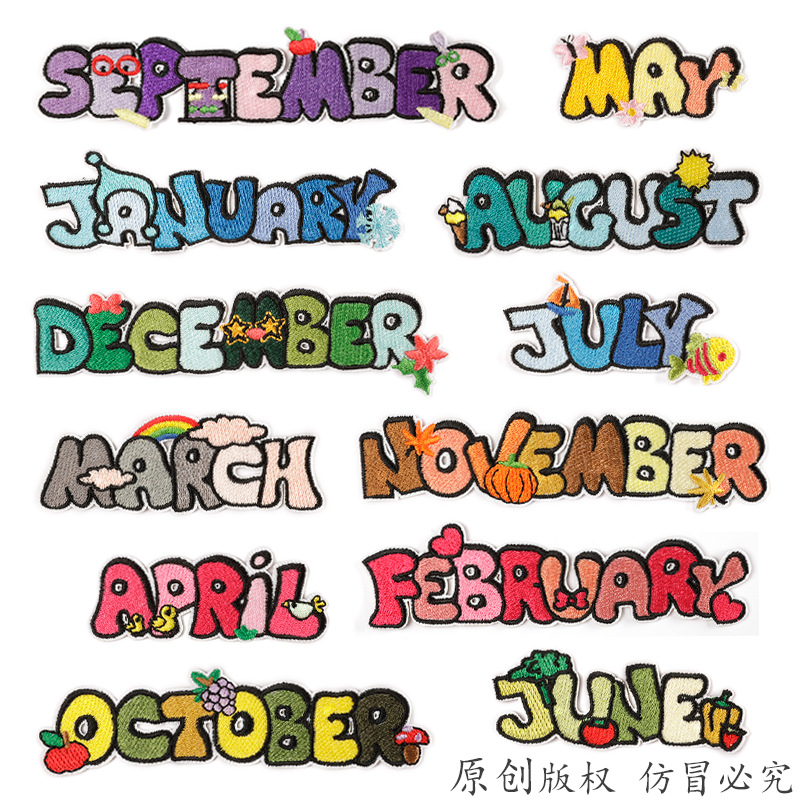 SEPTEMBER MAY
JANUARY AUGUST
DECEMBER JULY
MARCH NOVEMBER
APRIL FEBRUARY
OCTOBER JUNE
原创版权 仿冒必究